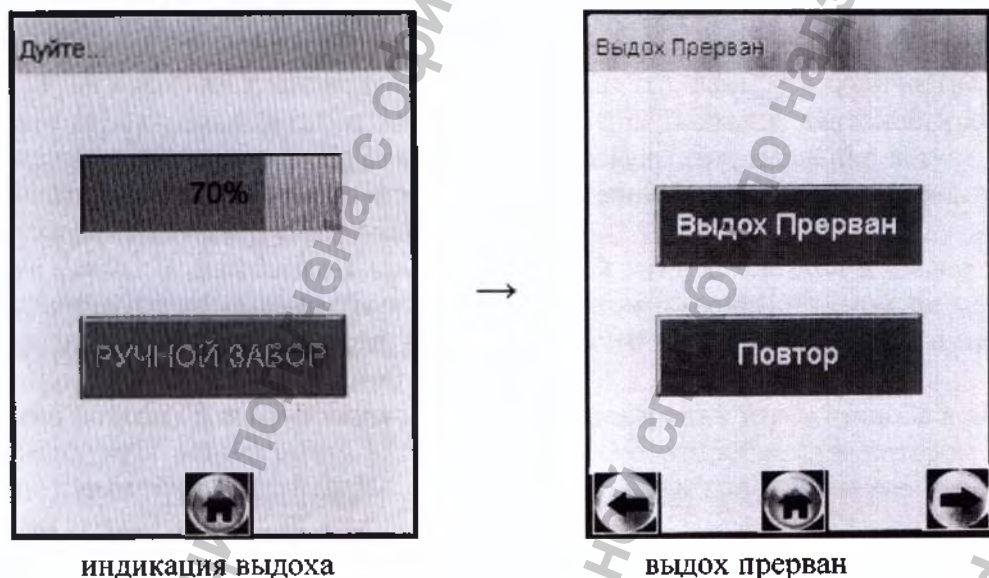 Дуйте...
70%
РУЧНОЙ ЗАБОР
индикация выдоха
→
Выдох Прерван
Выдох Прерван
Повтор
выдох прерван